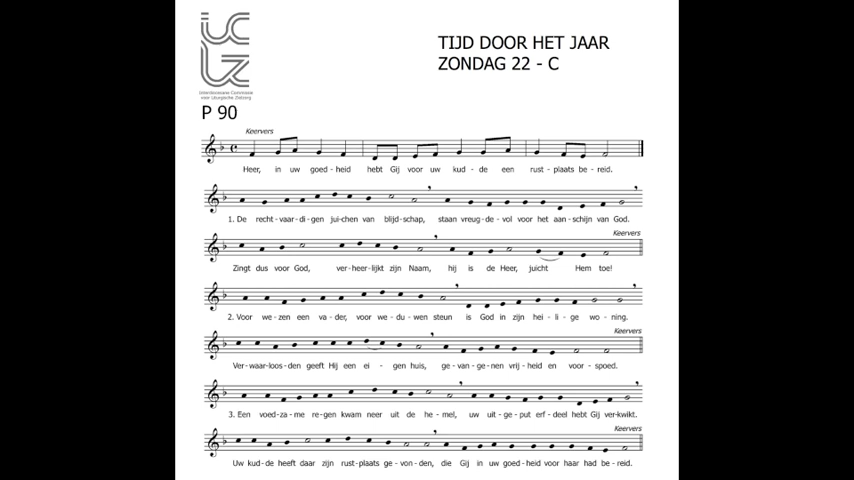 TIJD DOOR HET JAAR
ZONDAG 22 - C
Interdiocesane Commissie
voor Liturgische Zielzorg
P 90
Keervers
Heer, in uw goed-heid hebt Gij voor uw kud-de een rust-plaats be-reid.
1. De recht-vaar-di-gen jui-chen van blijd-schap, staan vreug-de-vol voor het aan-schijn van God.
Keervers
Zingt dus voor God, ver-heer-lijkt zijn Naam, hij is de Heer, juicht Hem toe!
2. Voor we-zen een va-der, voor we-du-wen steun is God in zijn hei-li-ge wo-ning.
Keervers
Ver-waar-loos-den geeft Hij een ei-gen huis, ge-van-ge-nen vrij-heid en voor-spoed.
3. Een voed-za-me re-gen kwam neer uit de he-mel, uw uit-ge-put erf-deel hebt Gij ver-kwikt.
Keervers
Uw kud-de heeft daar zijn rust-plaats ge-von-den, die Gij in uw goed-heid voor haar had be-reid.